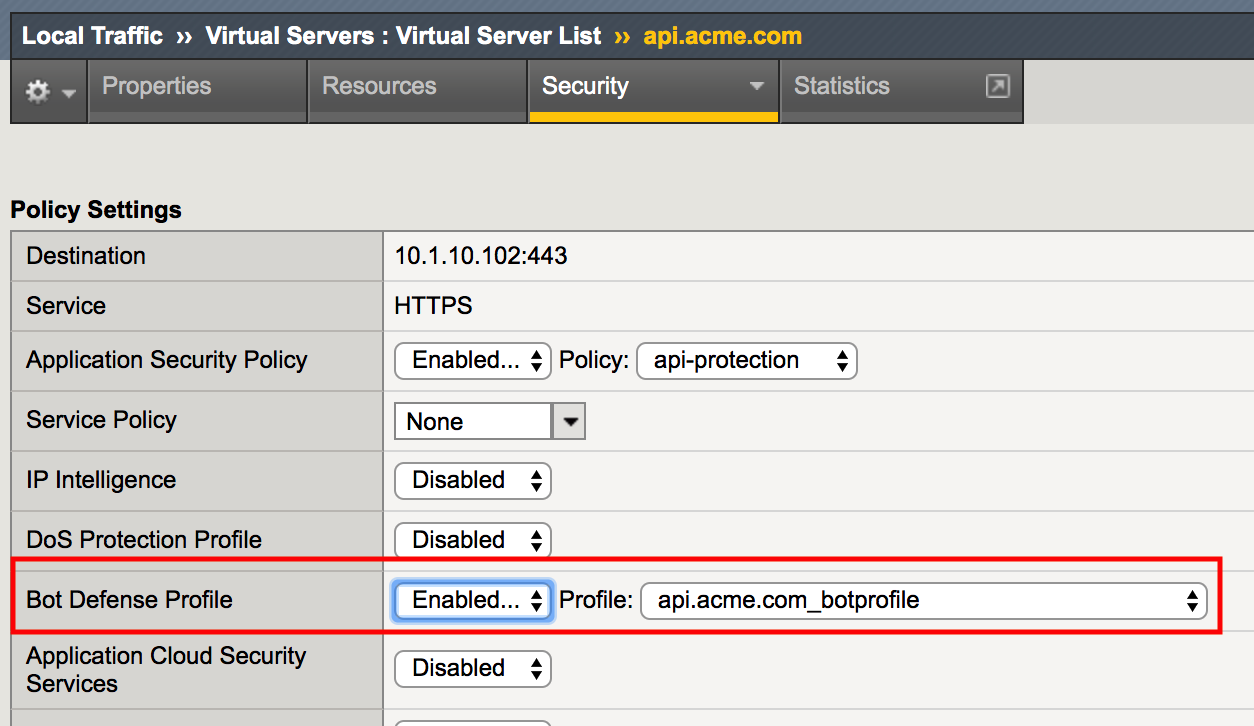 Local Traffic ›› Virtual Servers : Virtual Server List ›› api.acme.com
Properties Resources Security Statistics
Policy Settings
Destination 10.1.10.102:443
Service HTTPS
Application Security Policy Enabled... Policy: api-protection
Service Policy None
IP Intelligence Disabled
DoS Protection Profile Disabled
Bot Defense Profile Enabled... Profile: api.acme.com_botprofile
Application Cloud Security
Services Disabled